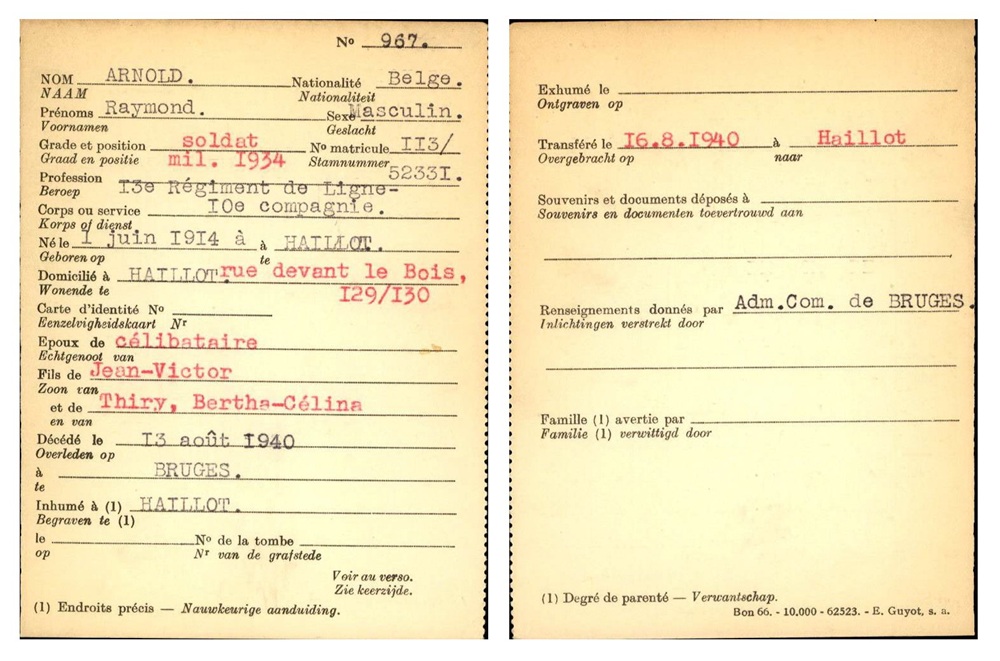 No 967.
NOM ARNOLD. Nationalité Belge.
NAAM Nationaliteit
Prénoms Raymond. Sexe Masculin.
Voornamen Geslacht
Grade et position soldat No matricule II3/
Graad en positie mil. I934 Stamnummer 5233I.
Profession
Beroep I3e Régiment de Ligne-
Corps ou service I0e compagnie.
Korps of dienst
Né le 1 juin I9I4 à à HAILLOT.
Geboren op te
Domicilié à HAILLOT. rue devant le Bois,
Wonende te I29/I30
Carte d'identité No
Eenzelvigheidskaart Nr
Epoux de célibataire
Echtgenoot van
Fils de Jean-Victor
Zoon van
et de Thiry, Bertha-Célina
en van
Décédé le I3 août I940
Overleden op
à BRUGES.
te
Inhumé à (1) HAILLOT.
Begraven te (1)
le No de la tombe
op Nr van de grafstede
Voir au verso.
Zie keerzijde.
(1) Endroits précis — Nauwkeurige aanduiding.
Exhumé le
Ontgraven op
Transféré le I6.8.I940 à Haillot
Overgebracht op naar
Souvenirs et documents déposés à
Souvenirs en documenten toevertrouwd aan
Renseignements donnés par Adm.Com. de BRUGES.
Inlichtingen verstrekt door
Famille (1) avertie par
Familie (1) verwittigd door
(1) Degré de parenté — Verwantschap.
Bon 66. - 10.000 - 62523. - E. Guyot, s. a.